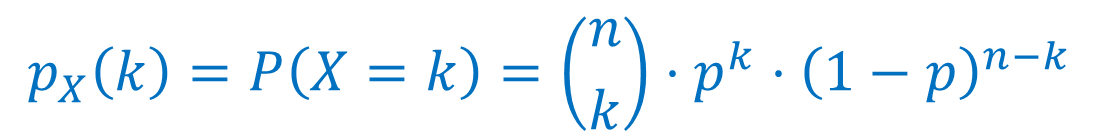 p_X(k) = P(X = k) = \binom{n}{k} · p^k · (1 − p)^{n−k}